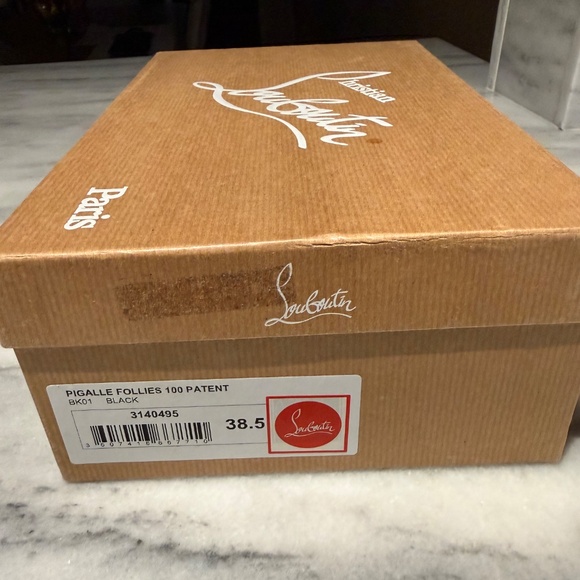 Christian
Louboutin
Paris
Louboutin
PIGALLE FOLLIES 100 PATENT
BK01 BLACK
3140495
38.5
Louboutin